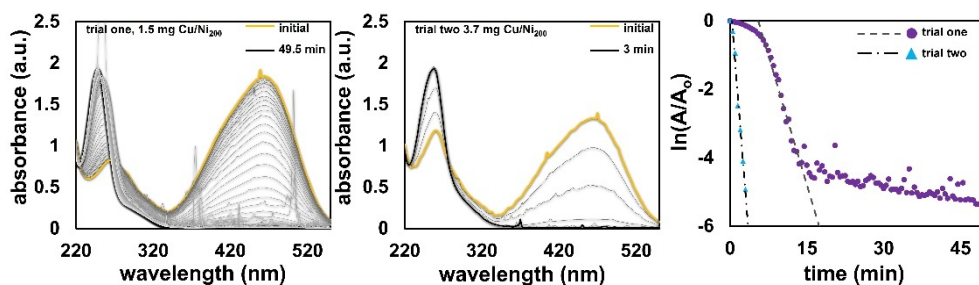 trial one, 1.5 mg Cu/Ni200
initial
49.5 min
absorbance (a.u.)
2.5
2
1.5
1
0.5
0
220 320 420 520
wavelength (nm)
trial two 3.7 mg Cu/Ni200
initial
3 min
absorbance (a.u.)
2.5
2
1.5
1
0.5
0
220 320 420 520
wavelength (nm)
trial one
trial two
ln(A/Ao)
0
-2
-4
-6
0 15 30 45
time (min)